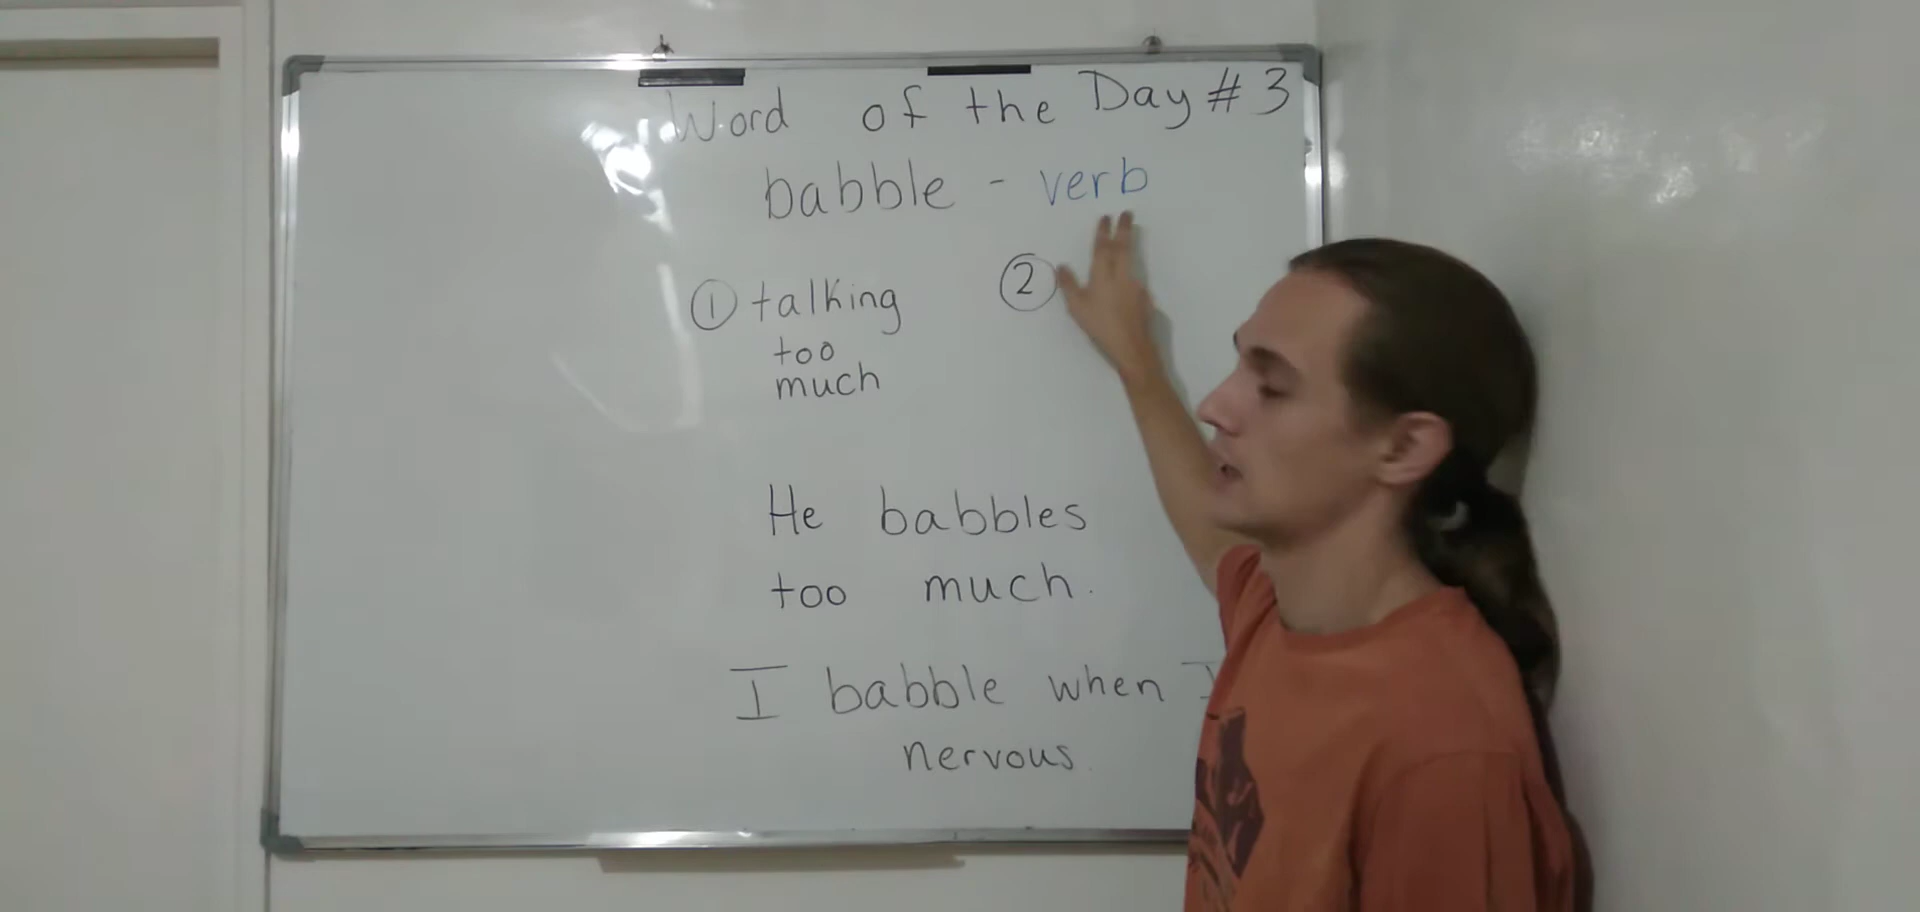 Word of the Day #3
babble - verb
① talking
too
much
②
He babbles
too much.
I babble when I
nervous.